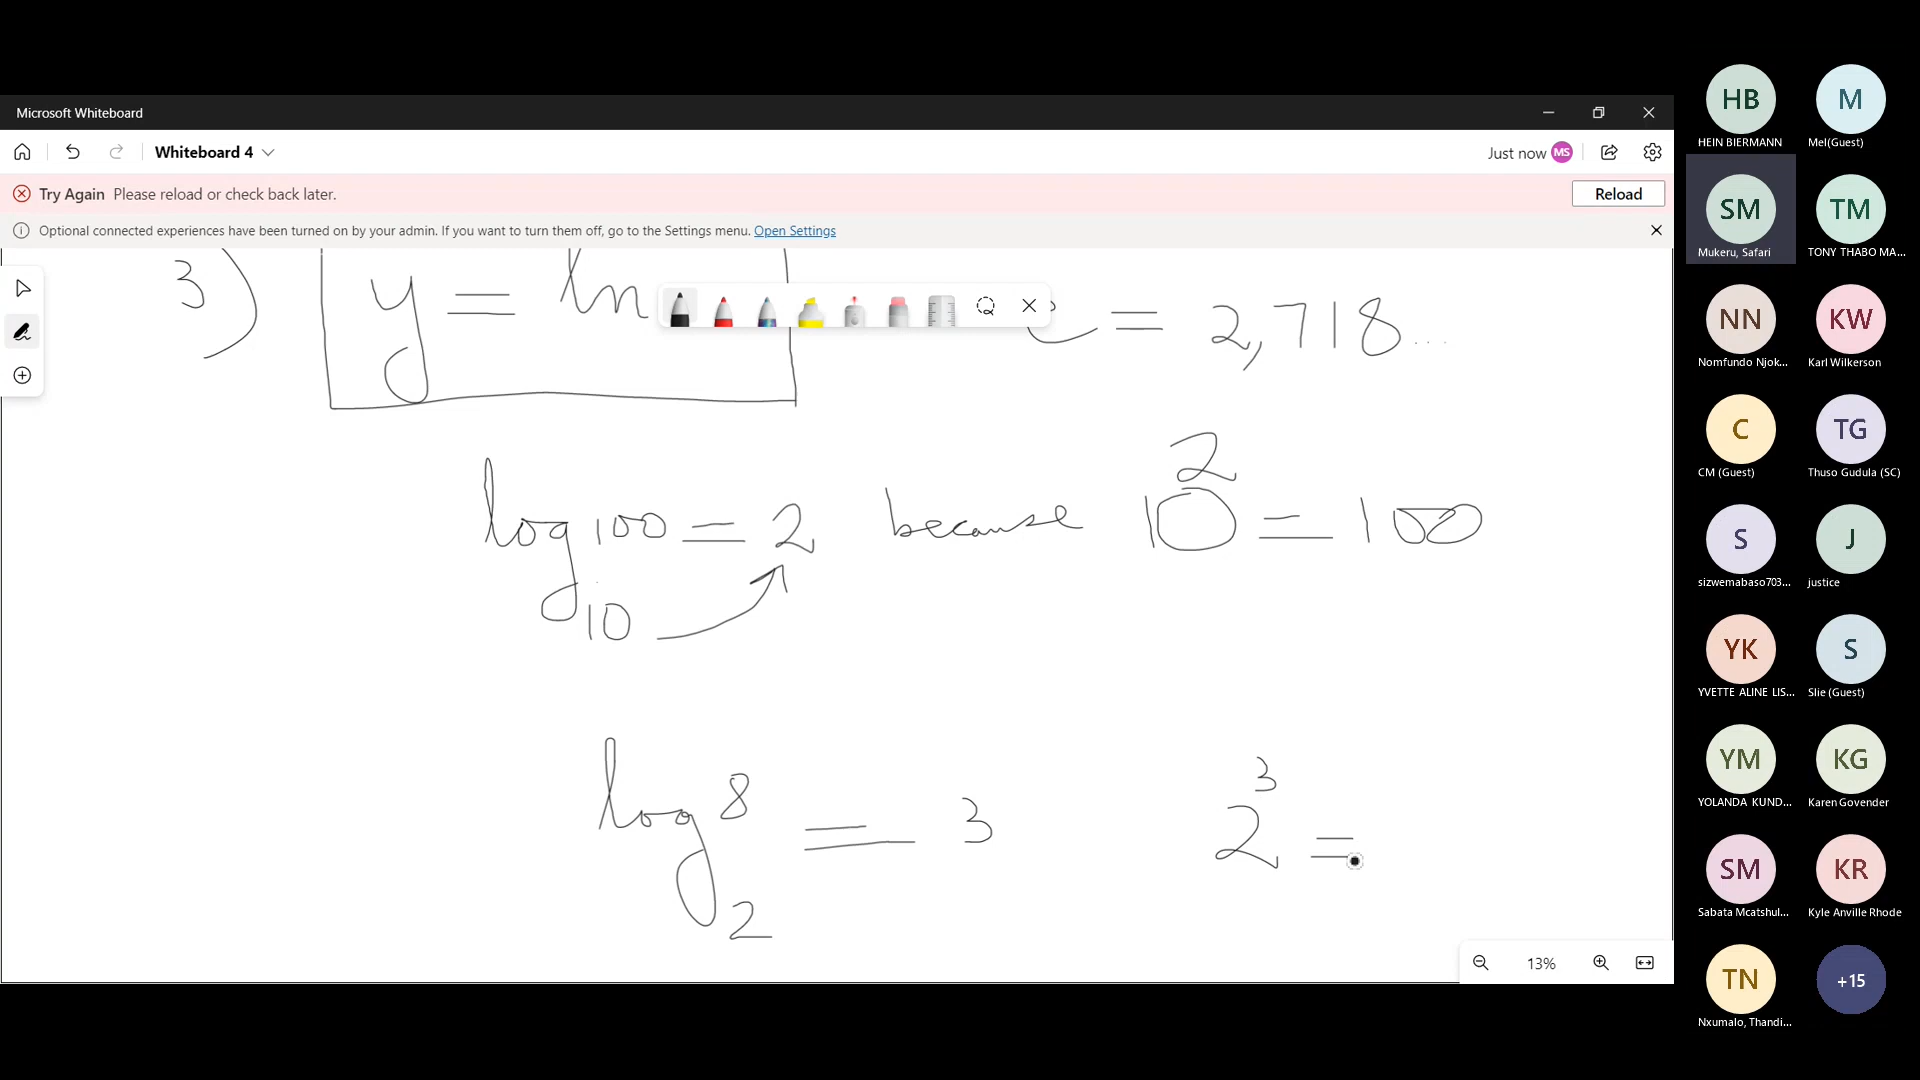 Microsoft Whiteboard
Whiteboard 4
Just now MS
Try Again Please reload or check back later. Reload
Optional connected experiences have been turned on by your admin. If you want to turn them off, go to the Settings menu. Open Settings
3) y = ln
e = 2,718...
log₁₀ 100 = 2 because 10² = 100
log₂ 8 = 3 2³ =
13%
HB M
HEIN BIERMANN Mel(Guest)
SM TM
Mukeru, Safari TONY THABO MA...
NN KW
Nomfundo Njok... Karl Wilkerson
C TG
CM (Guest) Thuso Gudula (SC)
S J
sizwemabaso703... justice
YK S
YVETTE ALINE LIS... Slie (Guest)
YM KG
YOLANDA KUND... Karen Govender
SM KR
Sabata Mcatshul... Kyle Anville Rhode
TN +15
Nxumalo, Thandi...